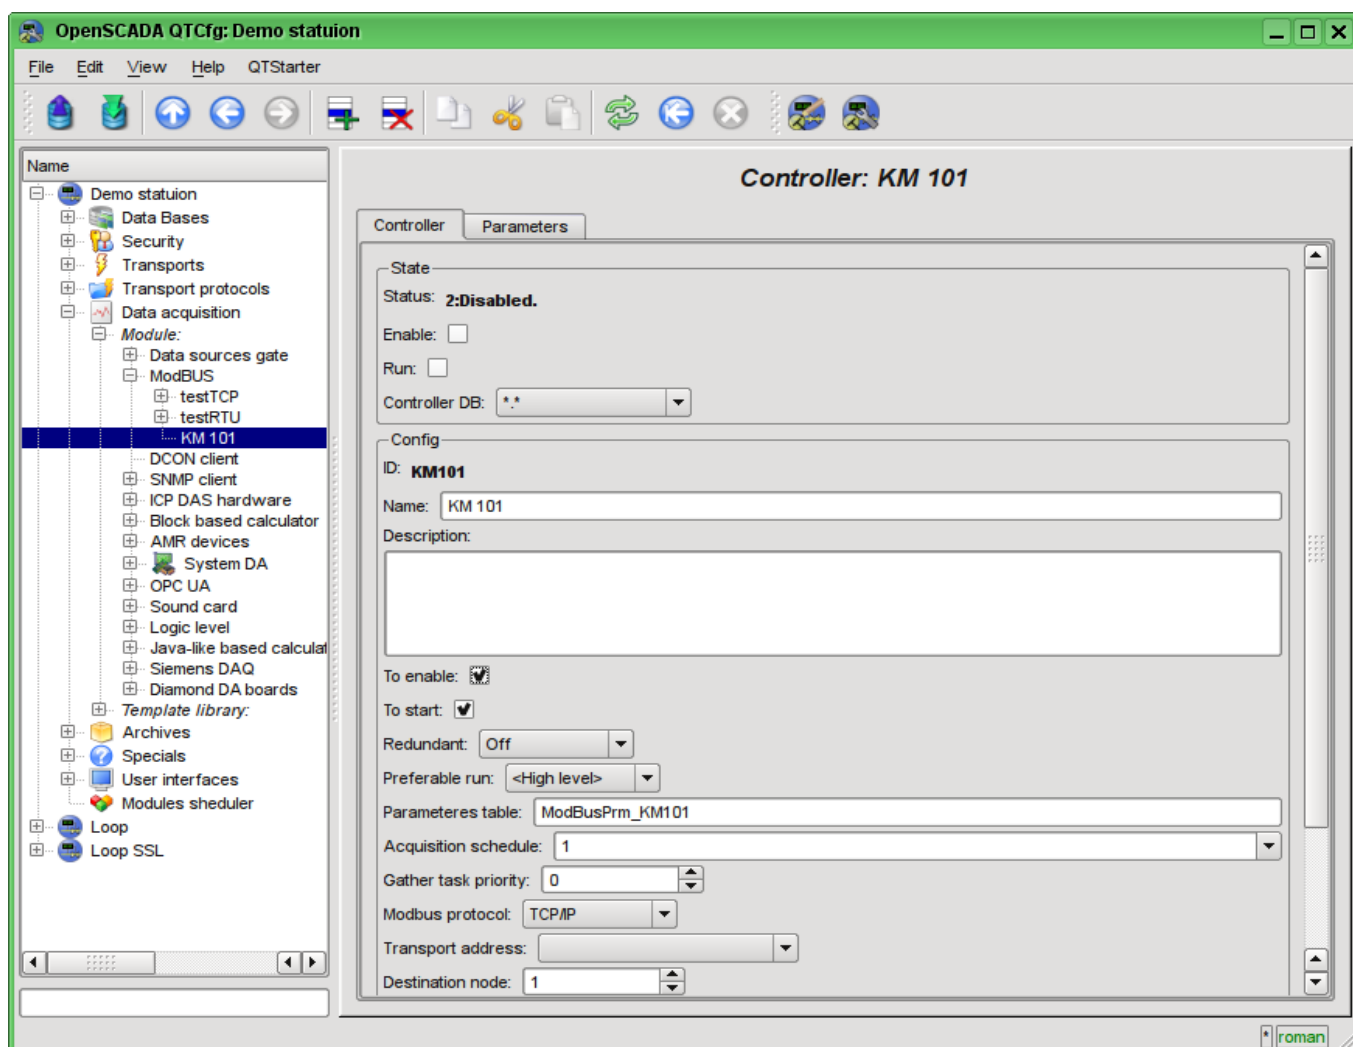 OpenSCADA QTCfg: Demo statuion
File Edit View Help QTStarter
Name
Demo statuion
Data Bases
Security
Transports
Transport protocols
Data acquisition
Module:
Data sources gate
ModBUS
testTCP
testRTU
KM 101
DCON client
SNMP client
ICP DAS hardware
Block based calculator
AMR devices
System DA
OPC UA
Sound card
Logic level
Java-like based calculat
Siemens DAQ
Diamond DA boards
Template library:
Archives
Specials
User interfaces
Modules sheduler
Loop
Loop SSL
Controller: KM 101
Controller Parameters
State
Status: 2:Disabled.
Enable:
Run:
Controller DB: *.*
Config
ID: KM101
Name: KM 101
Description:
To enable:
To start:
Redundant: Off
Preferable run: <High level>
Parameteres table: ModBusPrm_KM101
Acquisition schedule: 1
Gather task priority: 0
Modbus protocol: TCP/IP
Transport address:
Destination node: 1
* roman